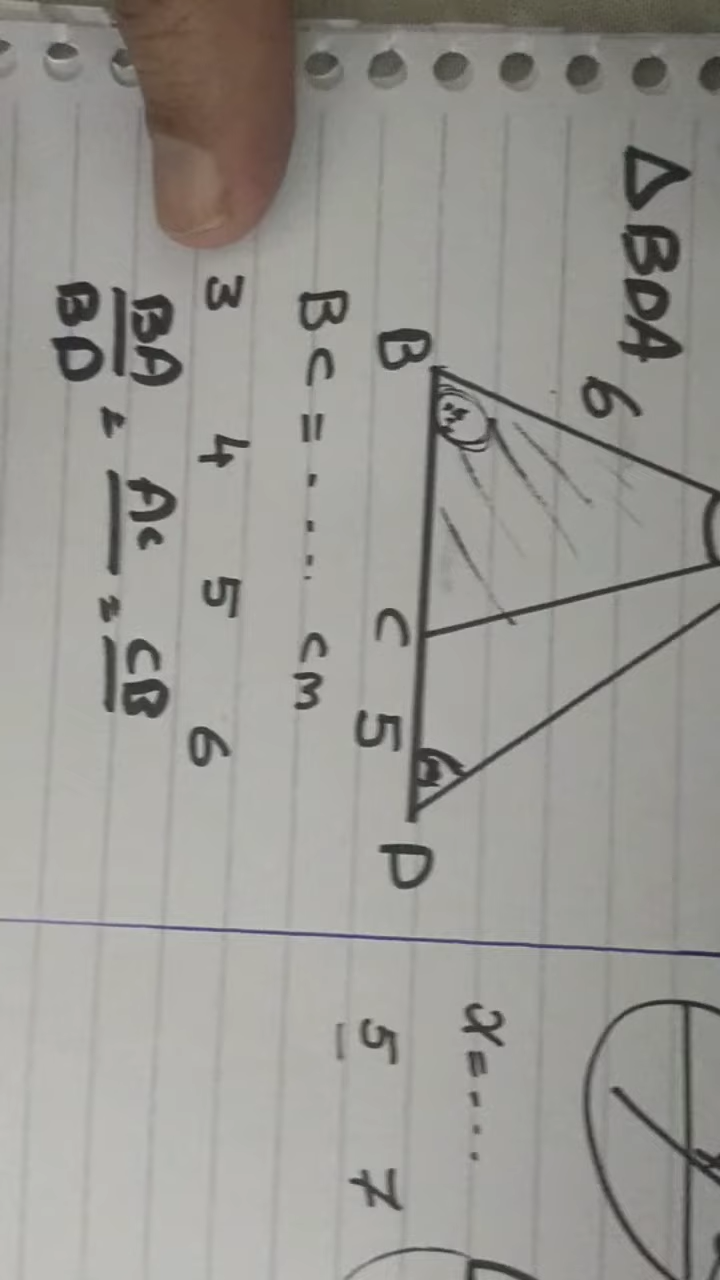 Δ BDA
6
B C 5 D
BC = ..... cm
3 4 5 6
BA = AC = CB
BD
x = ....
5 7